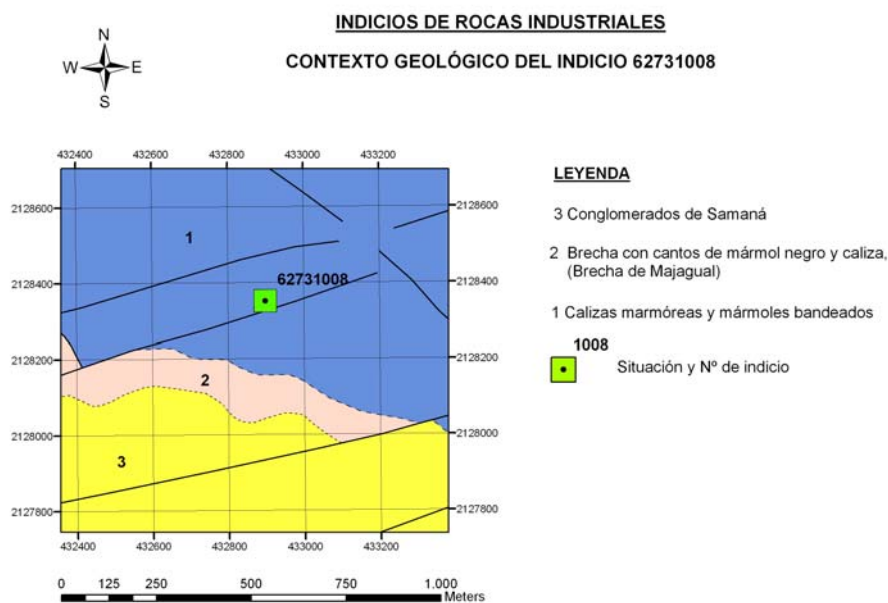 INDICIOS DE ROCAS INDUSTRIALES
CONTEXTO GEOLÓGICO DEL INDICIO 62731008
N
W E
S
432400 432600 432800 433000 433200
2128600 2128600
1
2128400 2128400
62731008
2128200 2128200
2
2128000 2128000
3
2127800 2127800
432400 432600 432800 433000 433200
0 125 250 500 750 1.000
Meters
LEYENDA
3 Conglomerados de Samaná
2 Brecha con cantos de mármol negro y caliza,
(Brecha de Majagual)
1 Calizas marmóreas y mármoles bandeados
1008
Situación y Nº de indicio